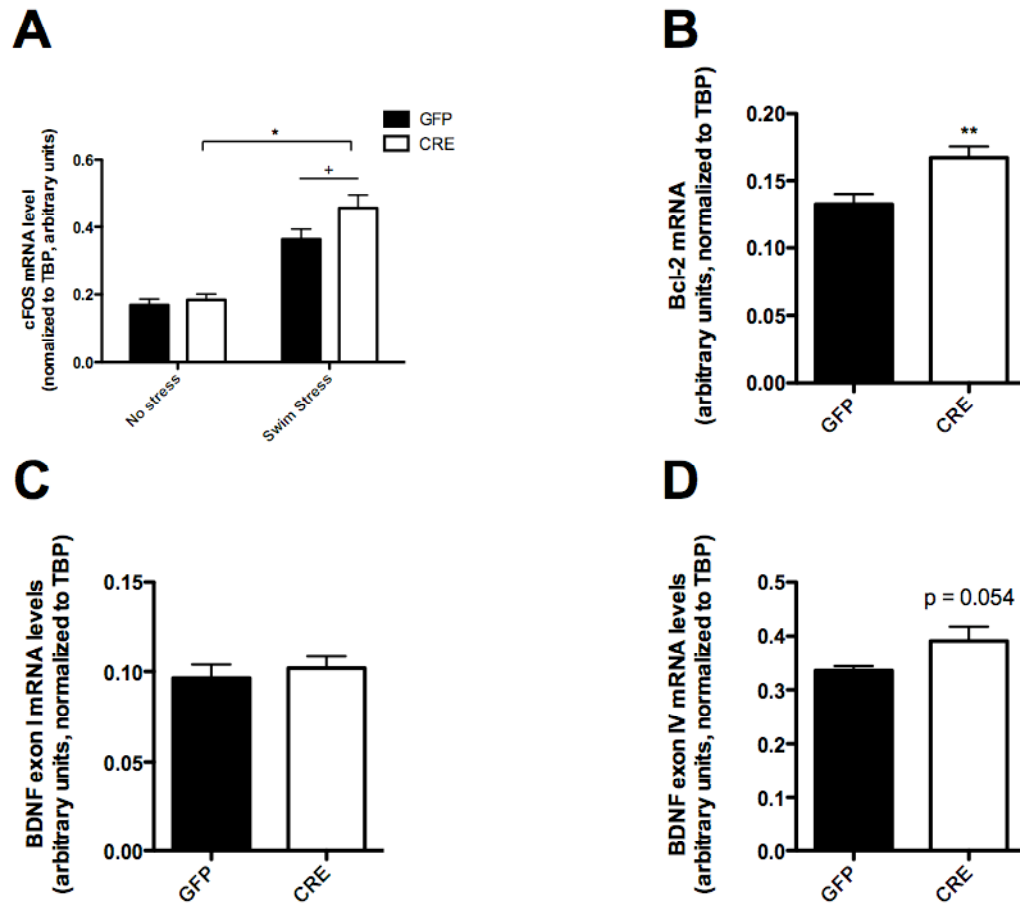 A
GFP
CRE
*
+
cFOS mRNA level
(nomalized to TBP, arbitrary units)
0.6
0.4
0.2
0.0
No stress
Swim Stress
B
Bcl-2 mRNA
(arbitrary units, normalized to TBP)
0.20
0.15
0.10
0.05
0.00
**
GFP
CRE
C
BDNF exon I mRNA levels
(arbitrary units, normalized to TBP)
0.15
0.10
0.05
0.00
GFP
CRE
D
BDNF exon IV mRNA levels
(arbitrary units, normalized to TBP)
0.5
0.4
0.3
0.2
0.1
0.0
p = 0.054
GFP
CRE